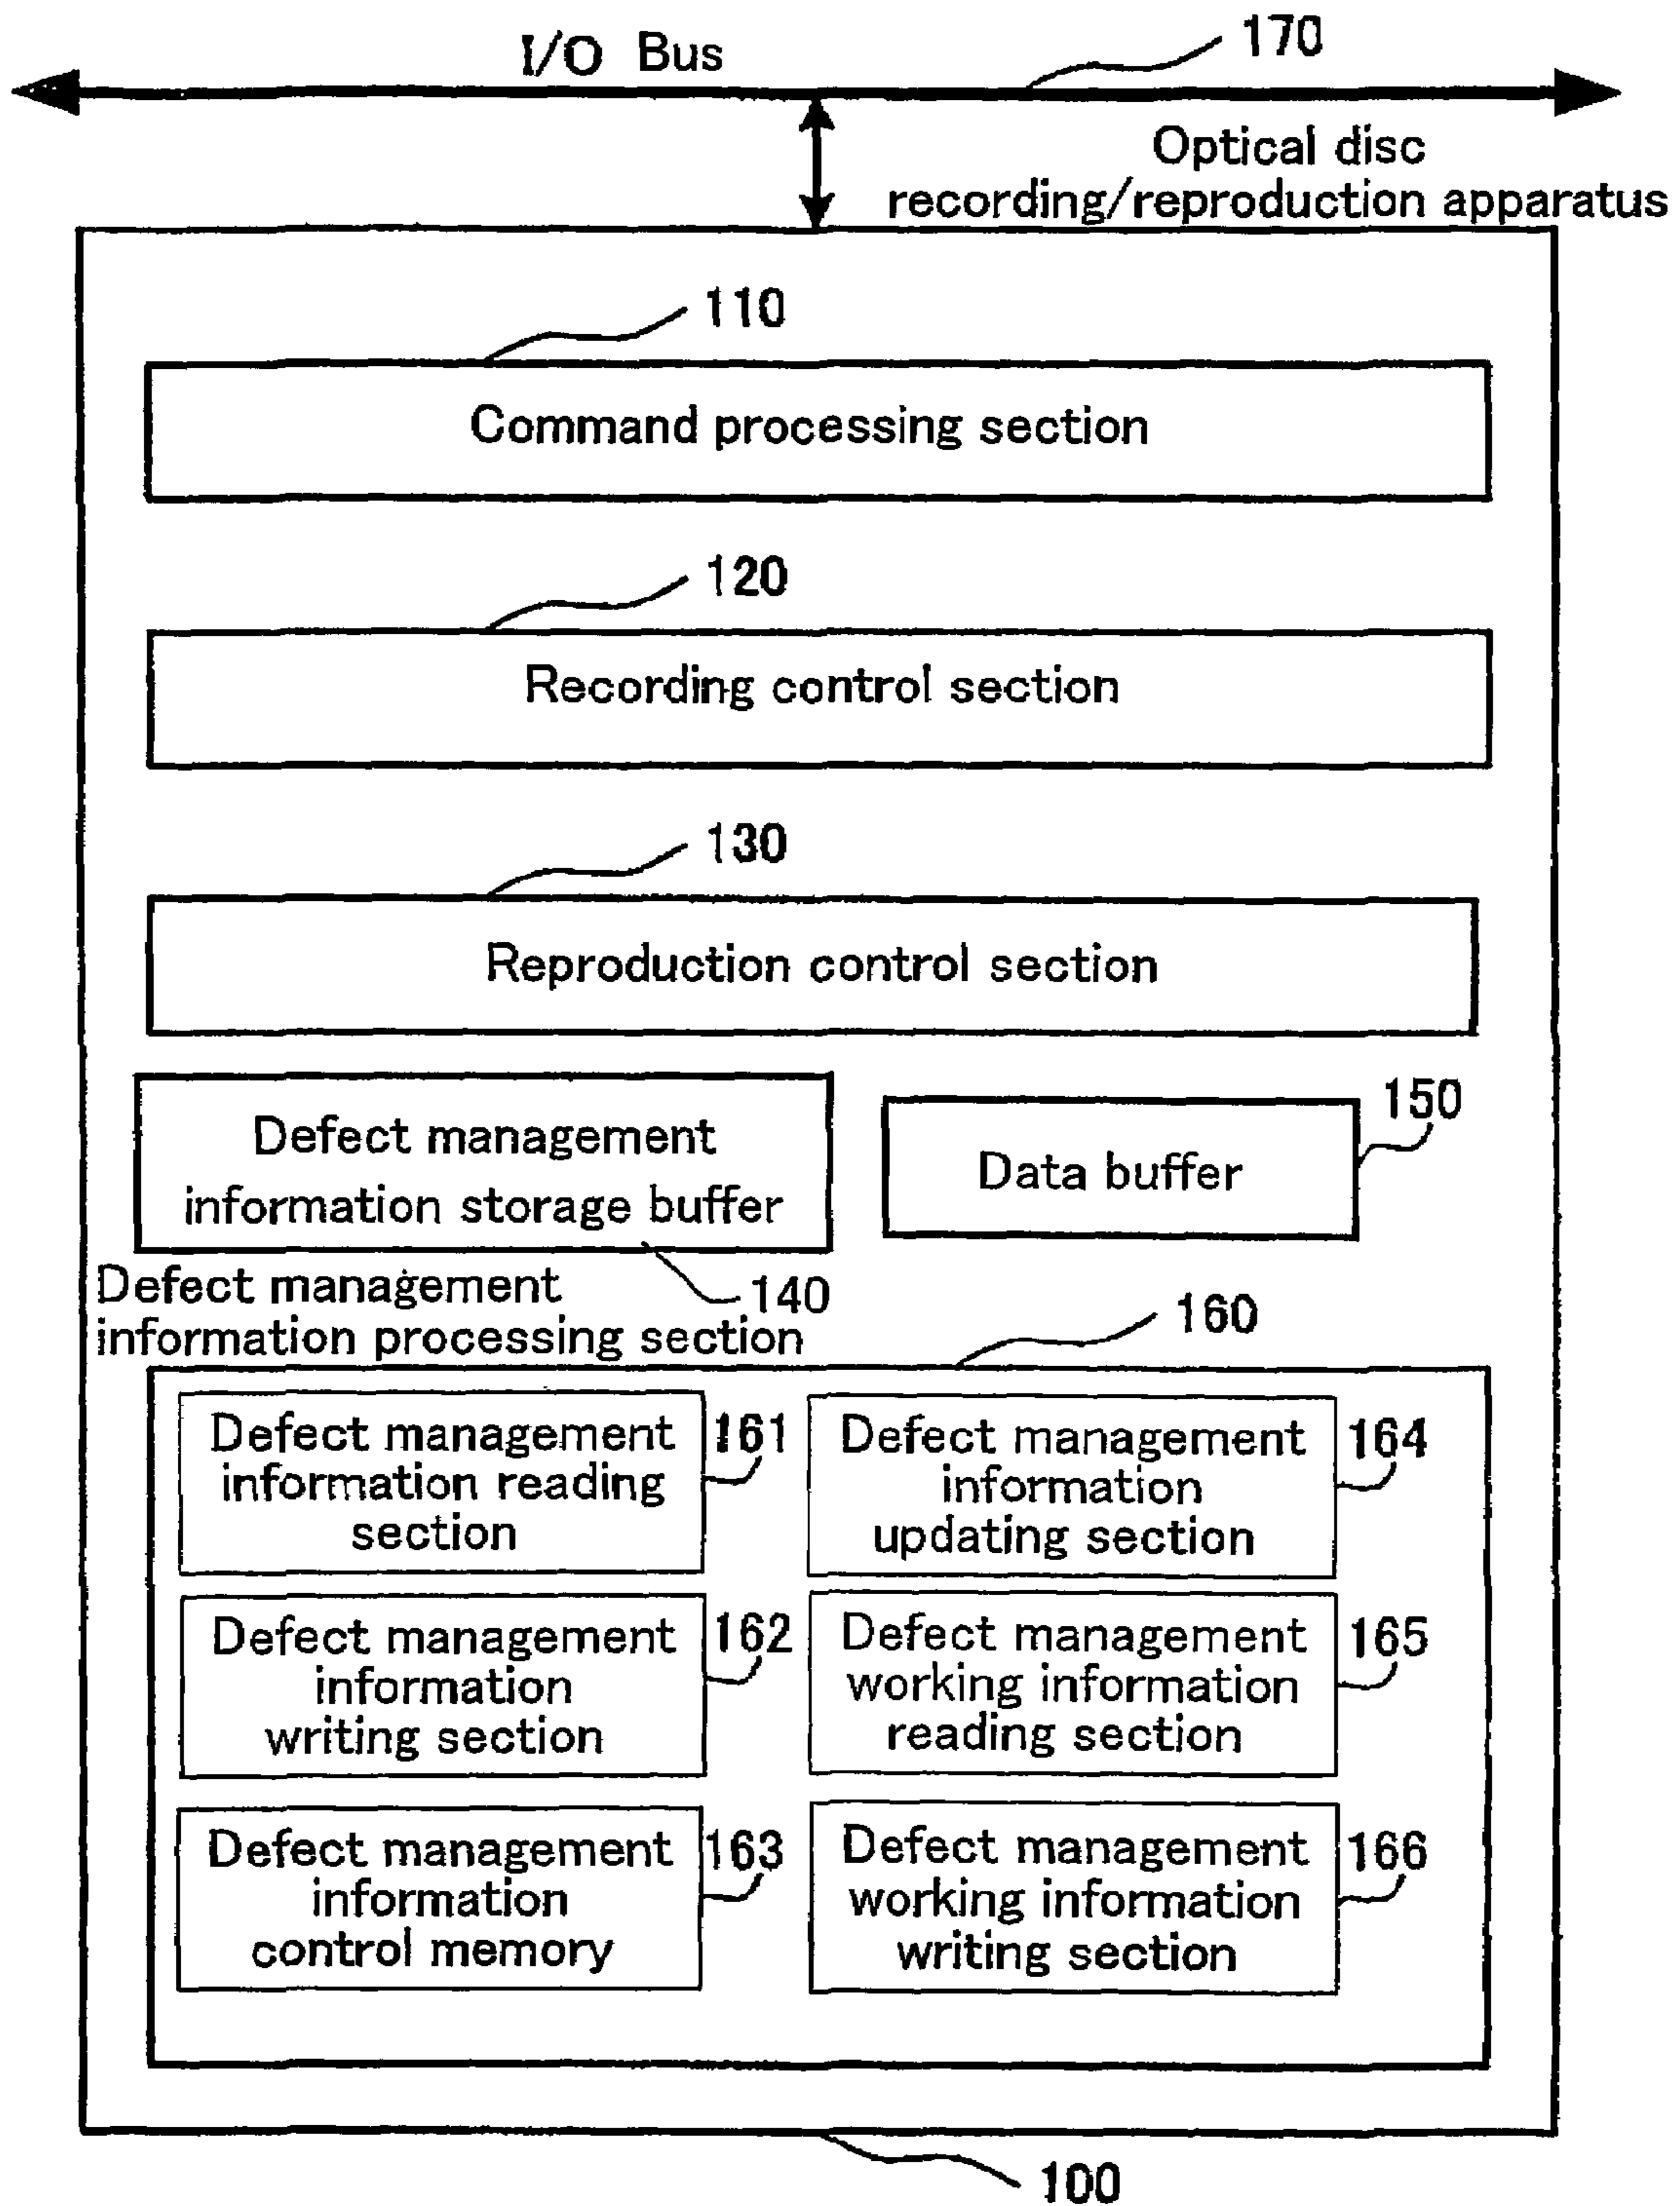 I/O Bus
170
Optical disc
recording/reproduction apparatus
110
Command processing section
120
Recording control section
130
Reproduction control section
Defect management
information storage buffer
150
Data buffer
Defect management
information processing section
140
160
Defect management
information reading
section
161
Defect management
information
updating section
164
Defect management
information
writing section
162
Defect management
working information
reading section
165
Defect management
information
control memory
163
Defect management
working information
writing section
166
100